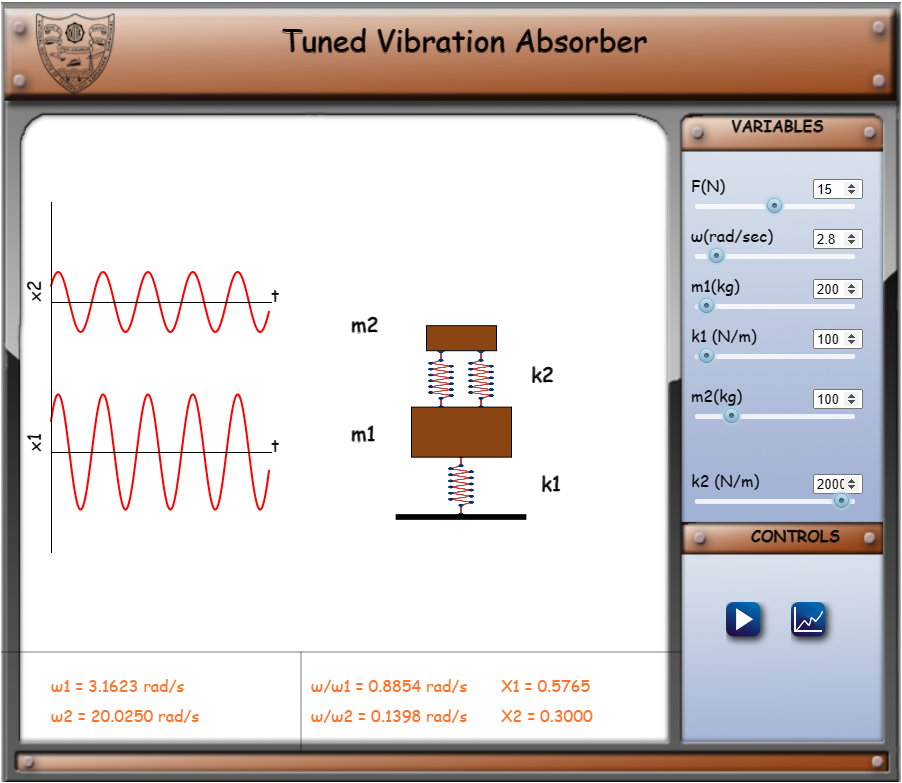 Tuned Vibration Absorber
VARIABLES
F(N) 15
ω(rad/sec) 2.8
m1(kg) 200
k1 (N/m) 100
m2(kg) 100
k2 (N/m) 200
CONTROLS
x2
t
x1
t
m2
k2
m1
k1
ω1 = 3.1623 rad/s
ω2 = 20.0250 rad/s
ω/ω1 = 0.8854 rad/s X1 = 0.5765
ω/ω2 = 0.1398 rad/s X2 = 0.3000